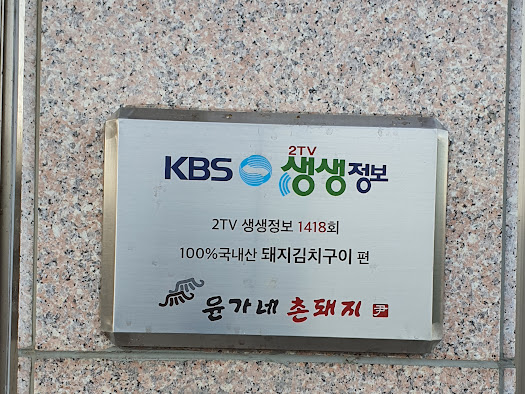 2TV
KBS 생생정보
2TV 생생정보 1418회
100%국내산 돼지김치구이 편
윤가네 촌돼지 尹